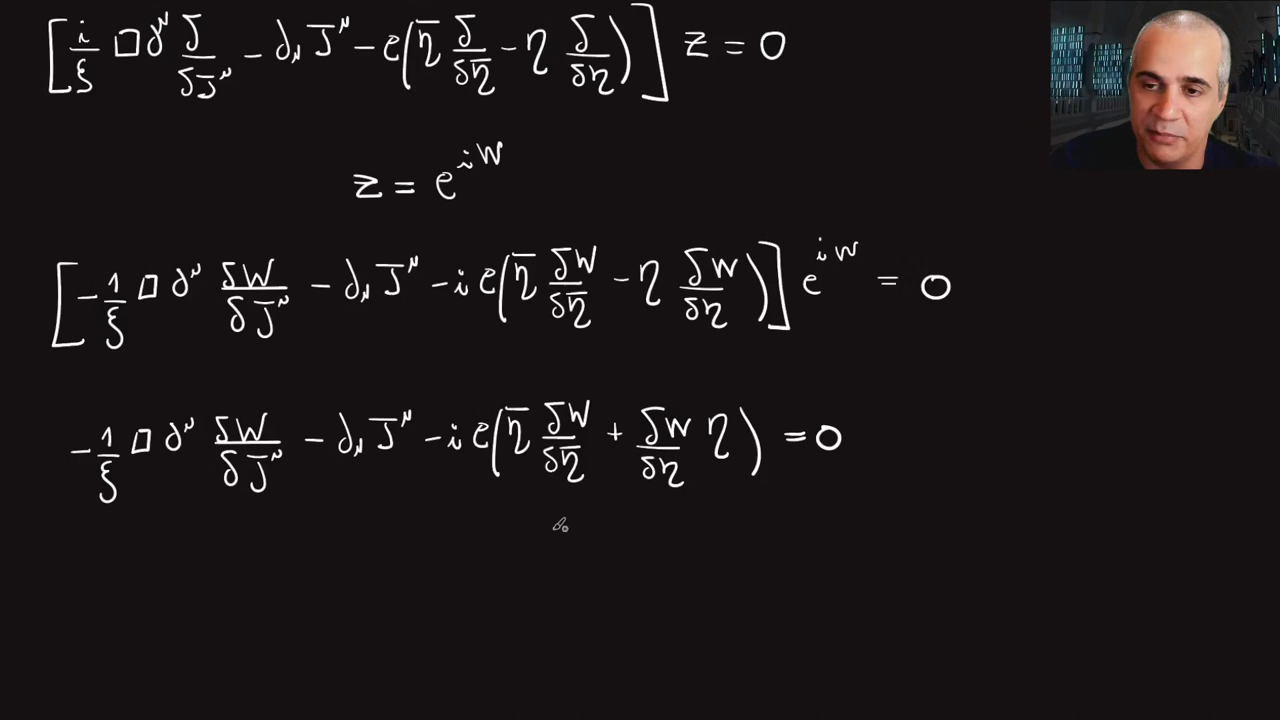 [i/ξ □∂^μ δ/δJ^μ − ∂_μ J^μ − e(η̄ δ/δη̄ − η δ/δη)] Z = 0
Z = e^{iW}
[−1/ξ □ ∂^μ δW/δJ^μ − ∂_μ J^μ − i e(η̄ δW/δη̄ − η δW/δη)] e^{iW} = 0
−1/ξ □ ∂^μ δW/δJ^μ − ∂_μ J^μ − i e(η̄ δW/δη̄ + δW/δη η) = 0